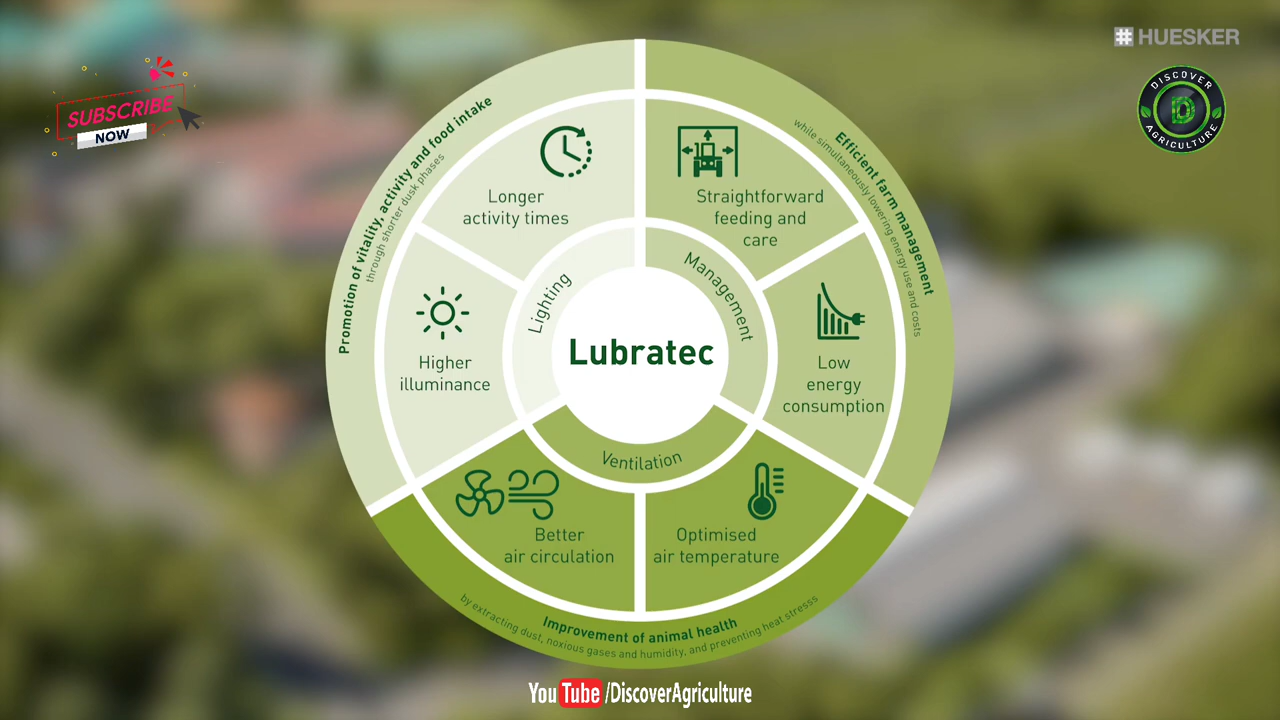 # HUESKER
DISCOVER
D
AGRICULTURE
SUBSCRIBE
NOW
Promotion of vitality, activity and food intake
through shorter dusk phases
Efficient farm management
while simultaneously lowering energy use and costs
Longer
activity times
Straightforward
feeding and
care
Lighting
Management
Higher
illuminance
Lubratec
Low
energy
consumption
Ventilation
Better
air circulation
Optimised
air temperature
Improvement of animal health
by extracting dust, noxious gases and humidity, and preventing heat stresss
YouTube /DiscoverAgriculture